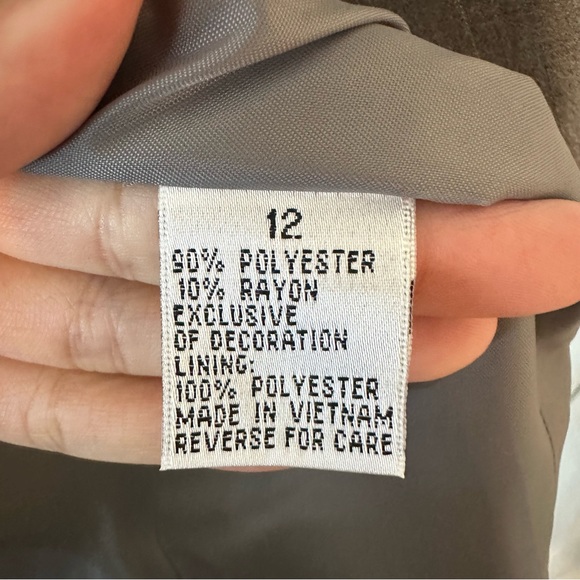 12
90% POLYESTER
10% RAYON
EXCLUSIVE
OF DECORATION
LINING:
100% POLYESTER
MADE IN VIETNAM
REVERSE FOR CARE